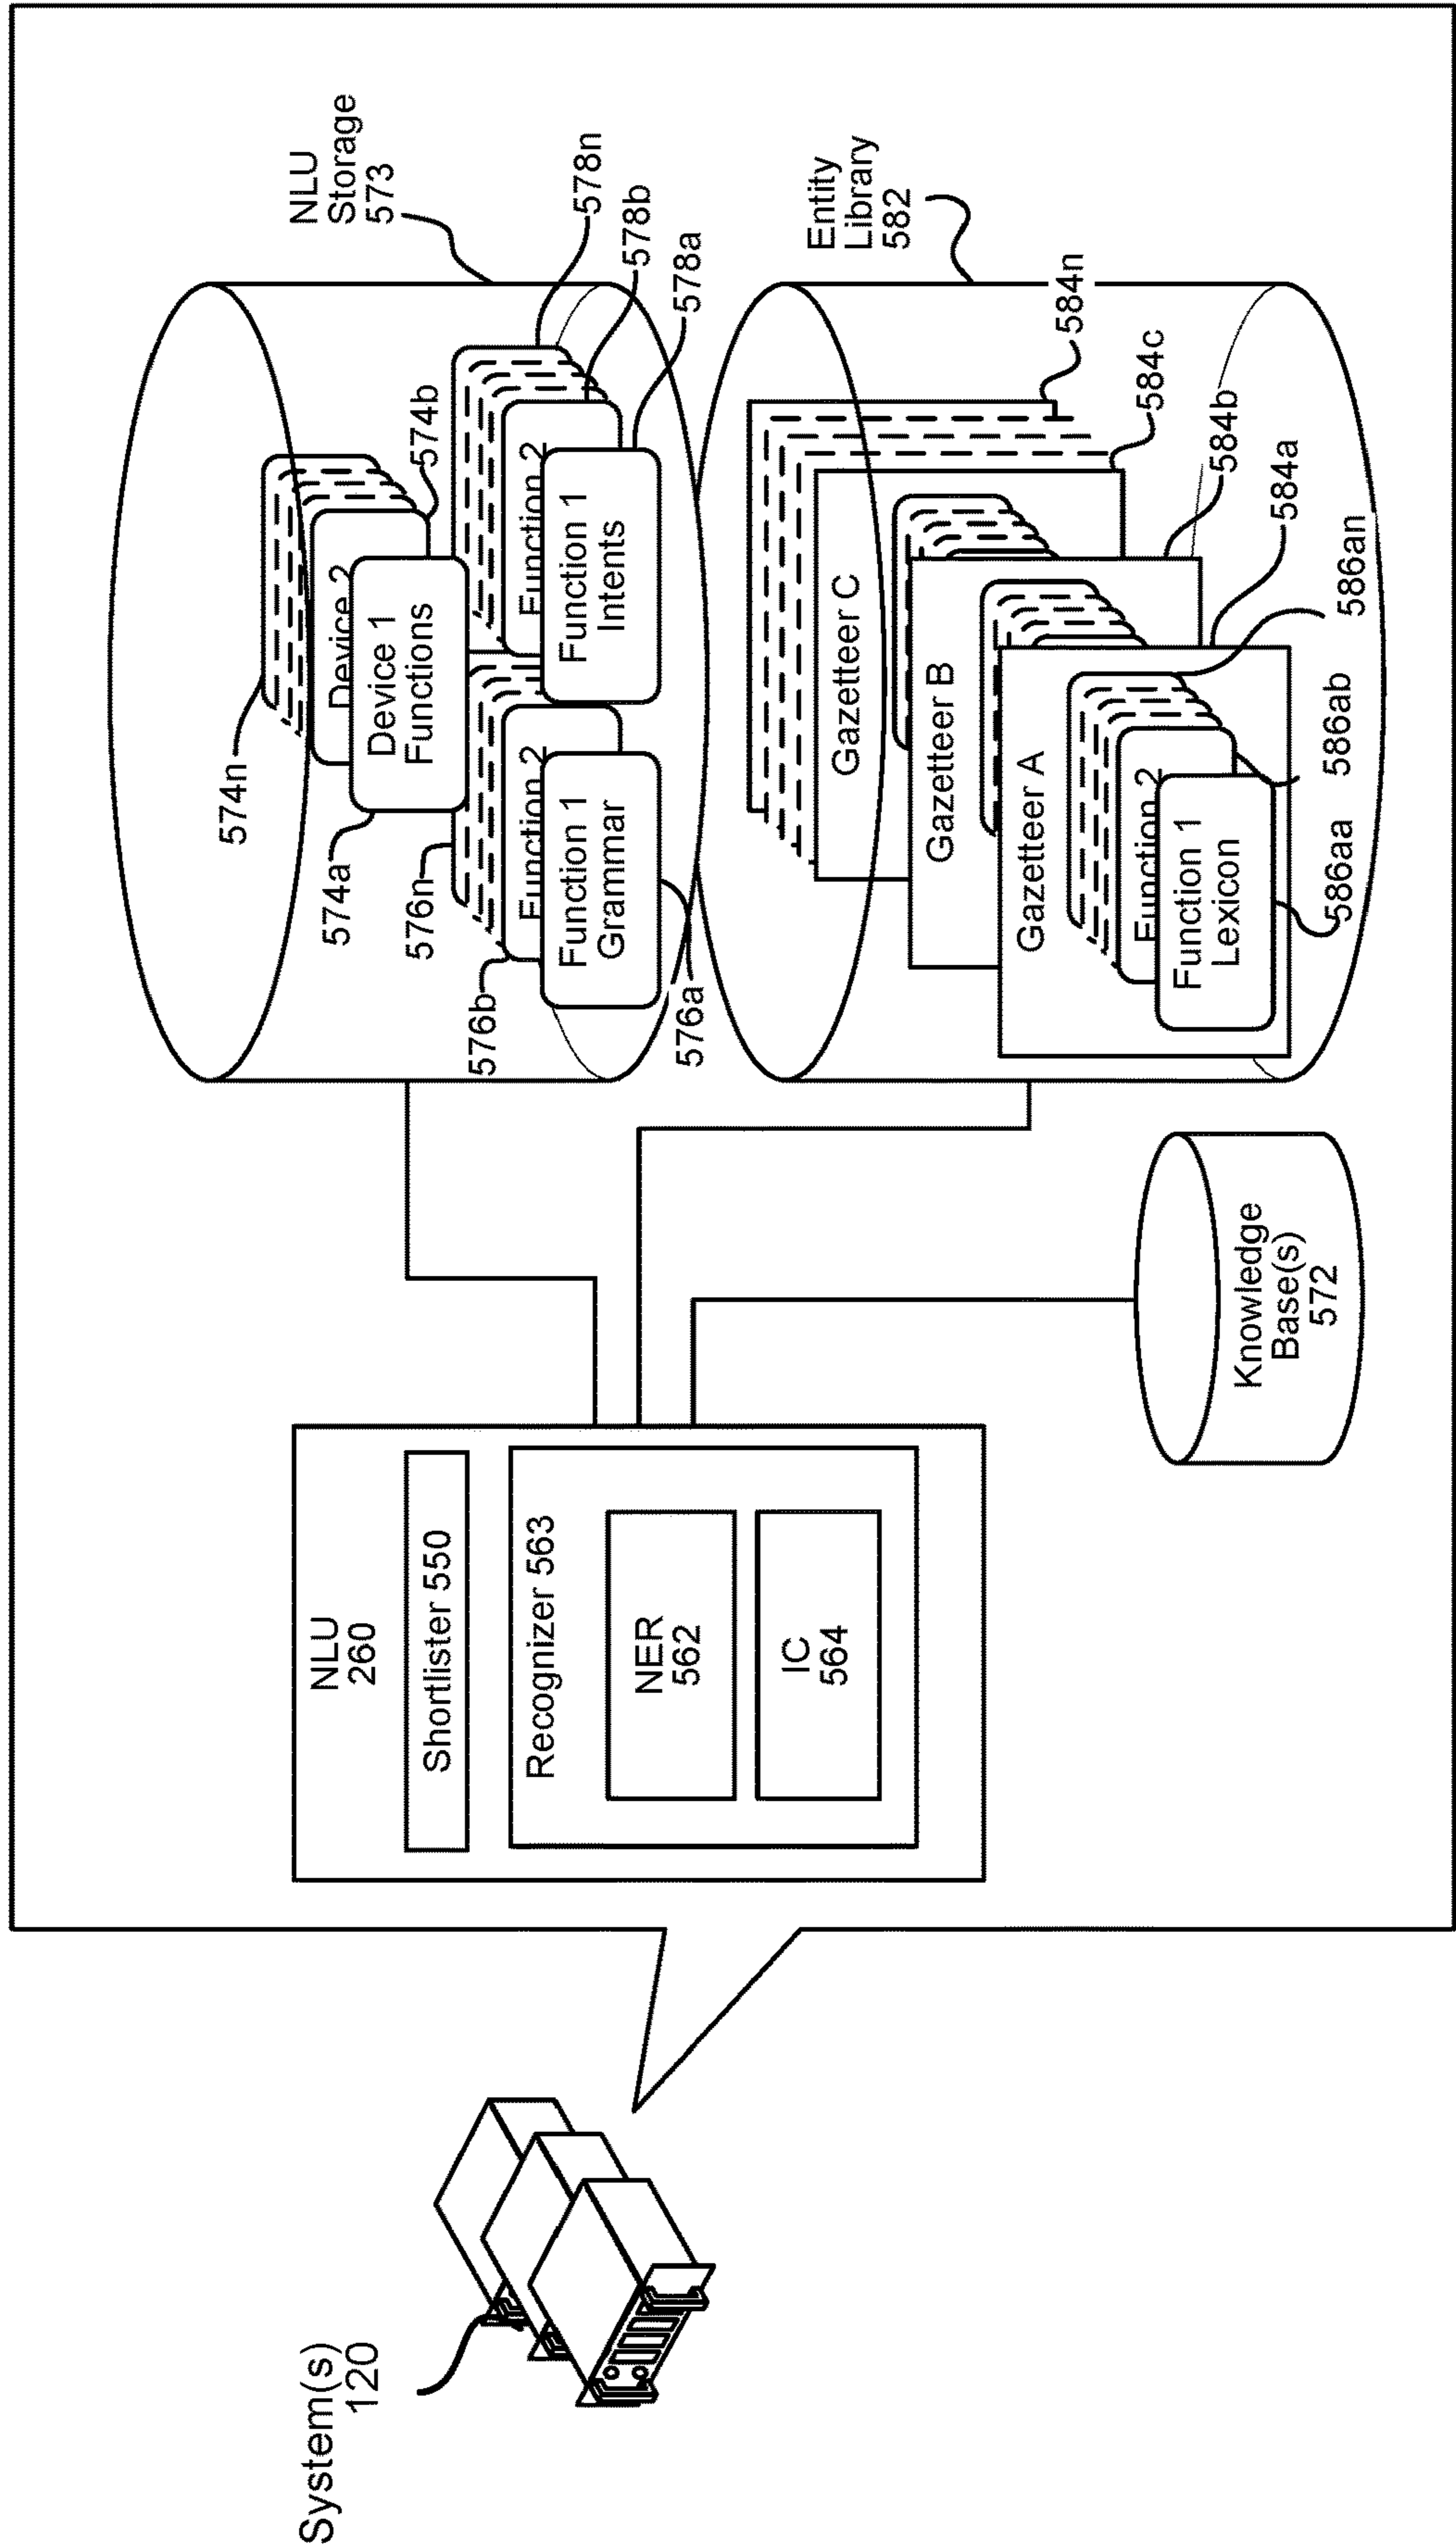 System(s)
120
NLU
260
Shortlister 550
Recognizer 563
NER
562
IC
564
Knowledge
Base(s)
572
NLU
Storage
573
574n
574b
574a
Device 2
Device 1
Functions
576n
576b
576a
Function 2
Function 1
Grammar
578n
578b
578a
Function 2
Function 1
Intents
Entity
Library
582
584n
584c
584b
584a
Gazetteer C
Gazetteer B
Gazetteer A
586an
586ab
586aa
Function 2
Function 1
Lexicon